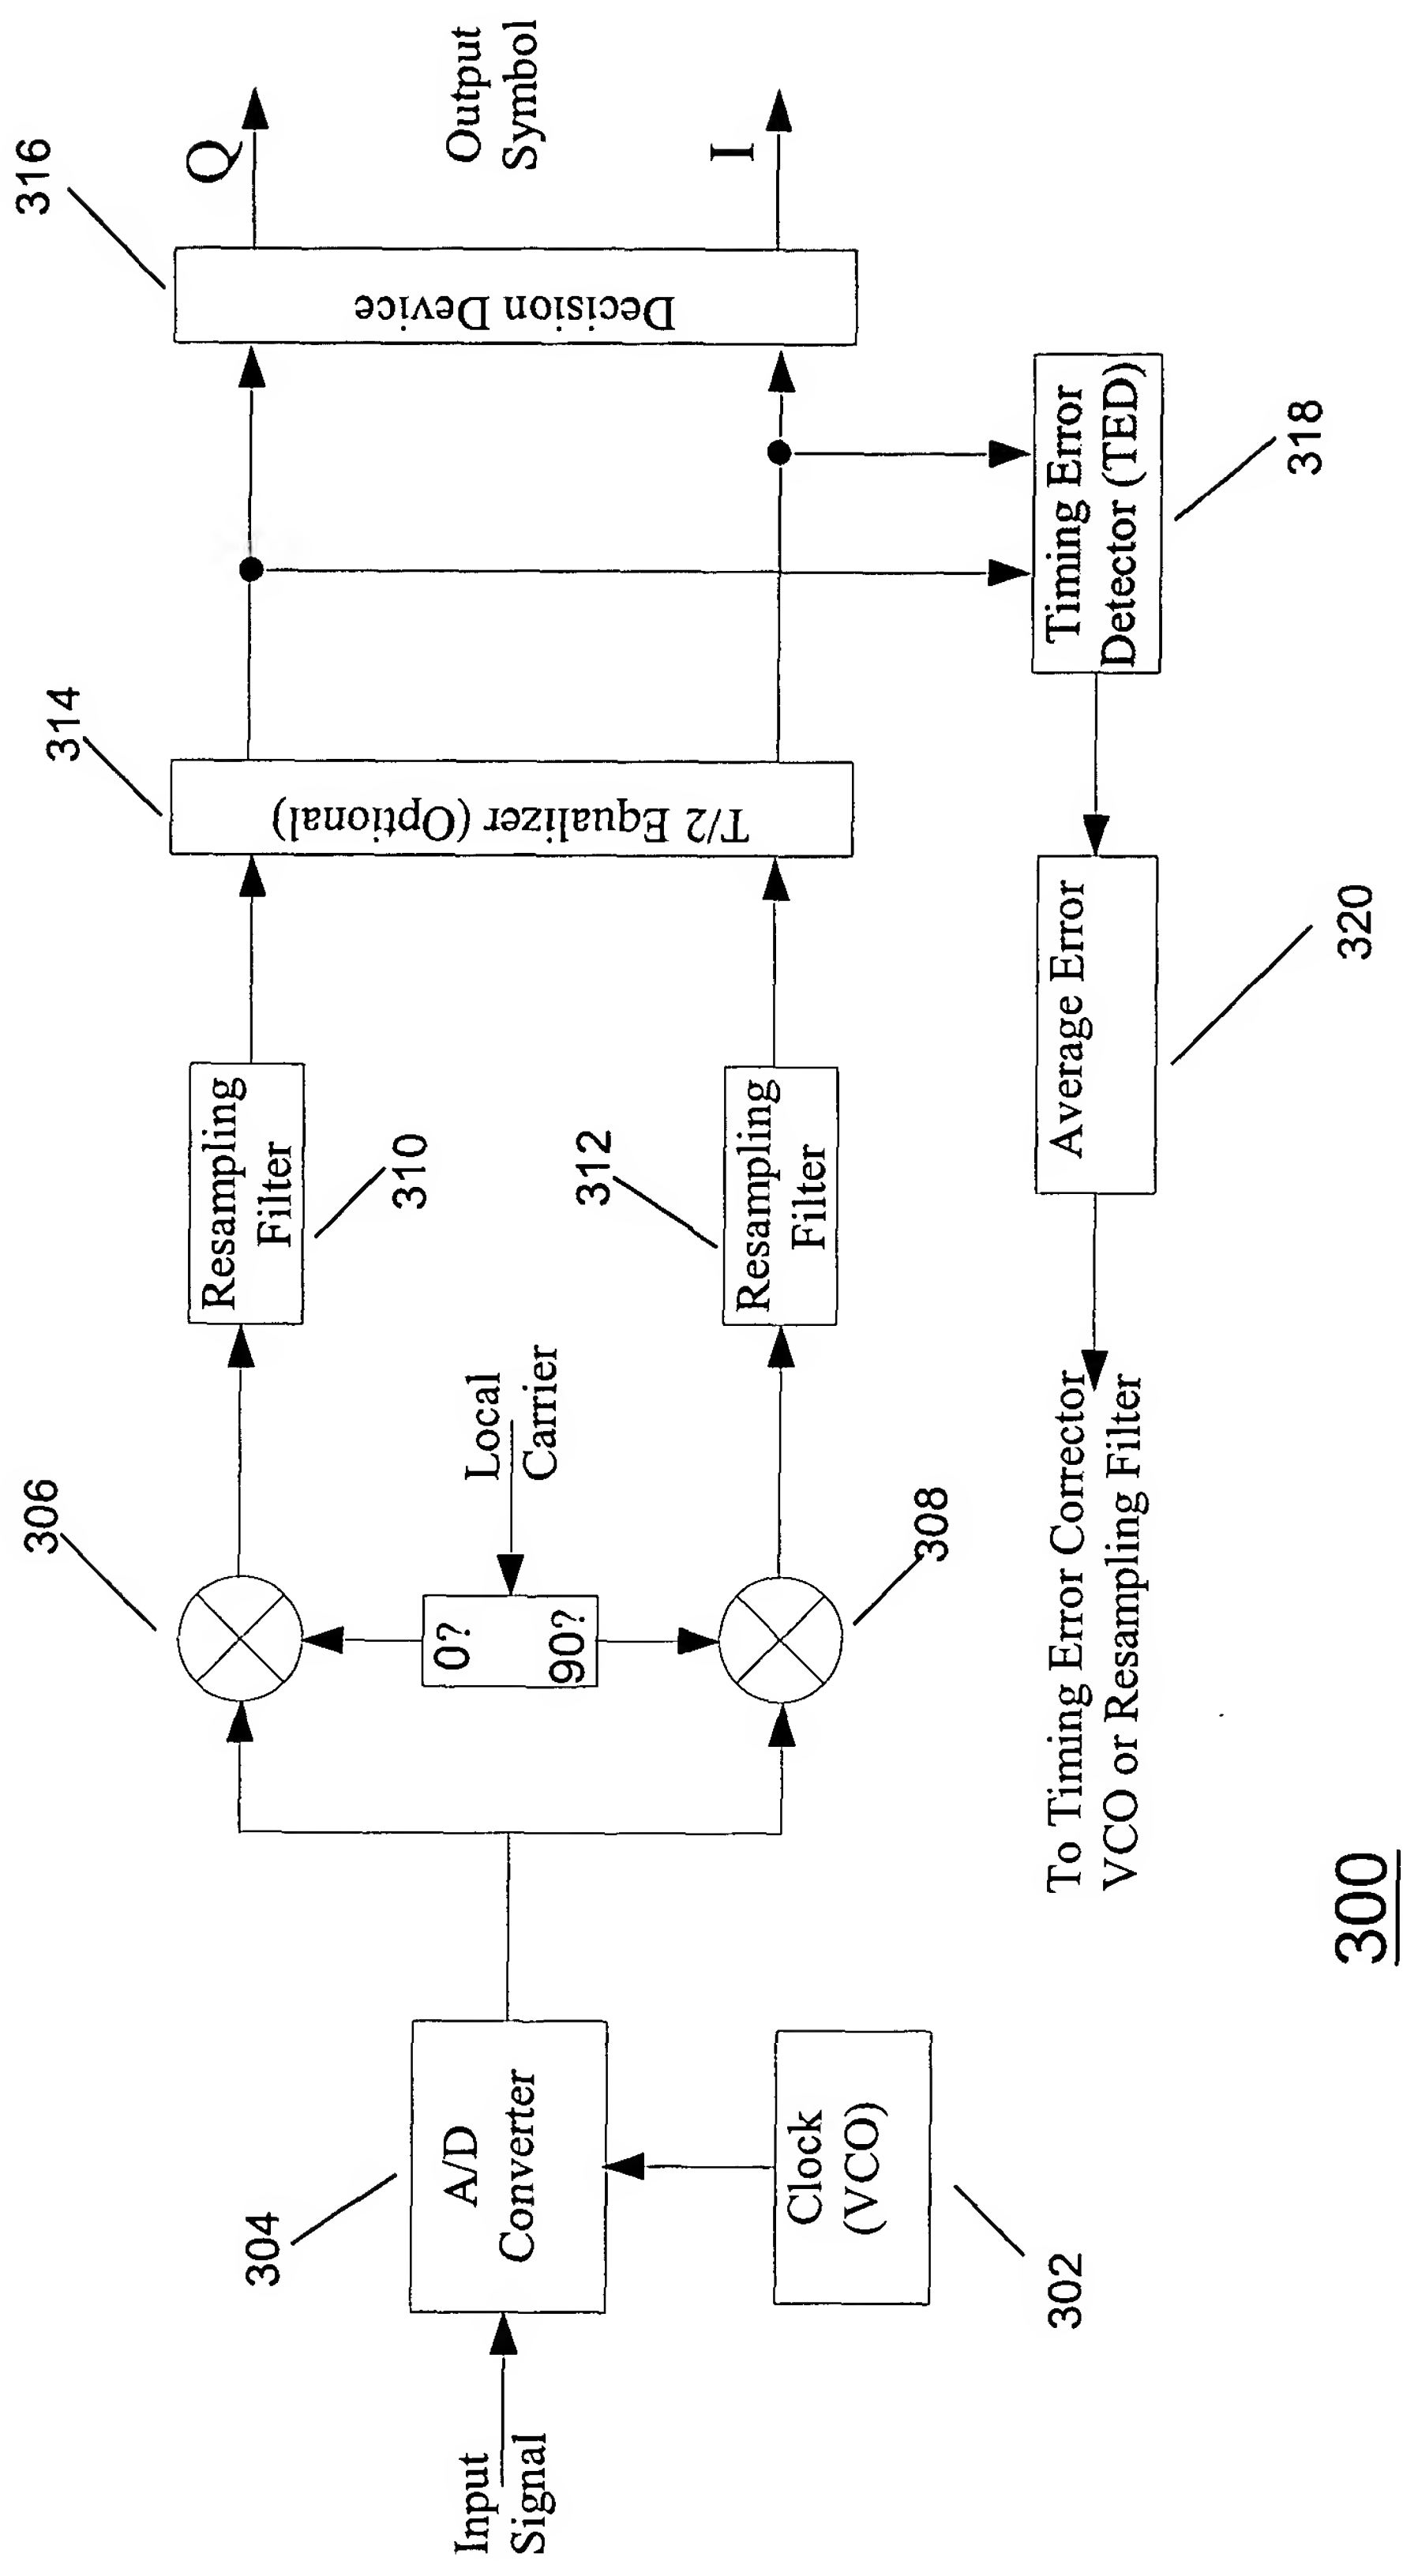 Input
Signal
304
A/D
Converter
Clock
(VCO)
302
306
0?
90?
Local
Carrier
308
Resampling
Filter
310
312
Resampling
Filter
314
T/2 Equalizer (Optional)
316
Decision Device
Q
Output
Symbol
I
Timing Error
Detector (TED)
318
Average Error
320
To Timing Error Corrector
VCO or Resampling Filter
300